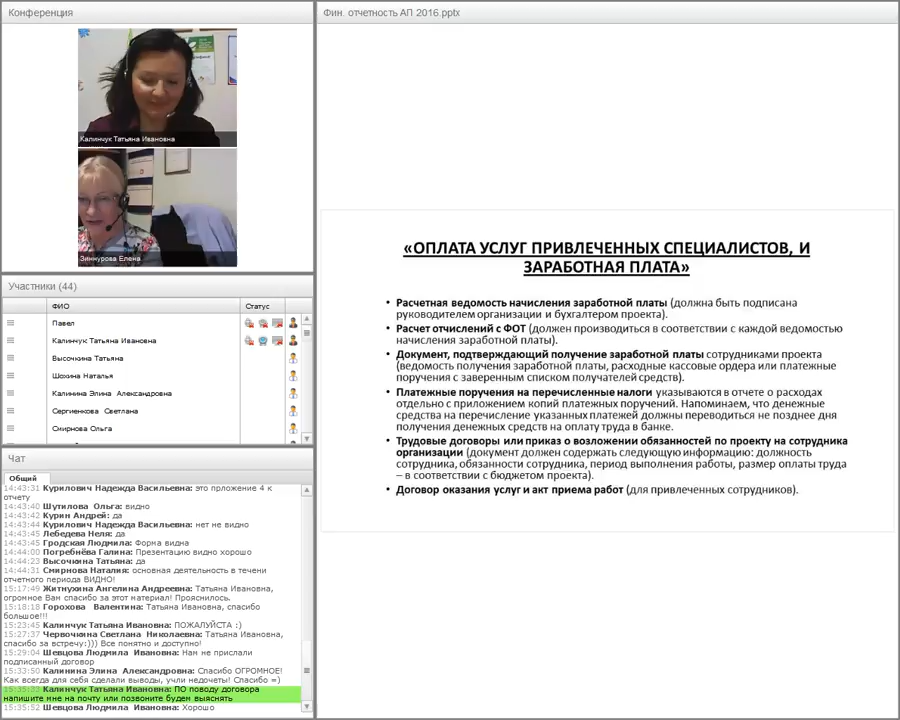 Конференция
Калинчук Татьяна Ивановна
Зиннурова Елена
Участники (44)
ФИО Статус
Павел
Калинчук Татьяна Ивановна
Высочкина Татьяна
Шохина Наталья
Калинина Элина Александровна
Сергиенкова Светлана
Смирнова Ольга
Чат
Общий
14:43:31 Курилович Надежда Васильевна: это прложение 4 к
отчету
14:43:40 Шутилова Ольга: видно
14:43:42 Курин Андрей: да
14:43:44 Курилович Надежда Васильевна: нет не видно
14:43:45 Лебедева Неля: да
14:43:45 Гродская Людмила: Форма видна
14:44:00 Погребнёва Галина: Презентацию видно хорошо
14:44:23 Высочкина Татьяна: да
14:44:31 Смирнова Наталия: основная деятельность в течени
отчетного периода ВИДНО!
15:17:49 Житнухина Ангелина Андреевна: Татьяна Ивановна,
огромное Вам спасибо за этот материал! Прояснилось.
15:18:18 Горохова Валентина: Татьяна Ивановна, спасибо
большое!!!
15:23:45 Калинчук Татьяна Ивановна: ПОЖАЛУЙСТА :)
15:27:37 Червочкина Светлана Николаевна: Татьяна Ивановна,
спасибо за встречу:))) Все понятно и доступно!
15:29:04 Шевцова Людмила Ивановна: Нам не прислали
подписанный договор
15:33:50 Калинина Элина Александровна: Спасибо ОГРОМНОЕ!
Как всегда для себя сделали выводы, учли недочеты! Спасибо =)
15:35:33 Калинчук Татьяна Ивановна: ПО поводу договора
напишите мне на почту или позвоните будем выяснять
15:35:52 Шевцова Людмила Ивановна: Хорошо
Фин. отчетность АП 2016.pptx
«ОПЛАТА УСЛУГ ПРИВЛЕЧЕННЫХ СПЕЦИАЛИСТОВ, И
ЗАРАБОТНАЯ ПЛАТА»
• Расчетная ведомость начисления заработной платы (должна быть подписана
руководителем организации и бухгалтером проекта).
• Расчет отчислений с ФОТ (должен производиться в соответствии с каждой ведомостью
начисления заработной платы).
• Документ, подтверждающий получение заработной платы сотрудниками проекта
(ведомость получения заработной платы, расходные кассовые ордера или платежные
поручения с заверенным списком получателей средств).
• Платежные поручения на перечисленные налоги указываются в отчете о расходах
отдельно с приложением копий платежных поручений. Напоминаем, что денежные
средства на перечисление указанных платежей должны переводиться не позднее дня
получения денежных средств на оплату труда в банке.
• Трудовые договоры или приказ о возложении обязанностей по проекту на сотрудника
организации (документ должен содержать следующую информацию: должность
сотрудника, обязанности сотрудника, период выполнения работы, размер оплаты труда
– в соответствии с бюджетом проекта).
• Договор оказания услуг и акт приема работ (для привлеченных сотрудников).